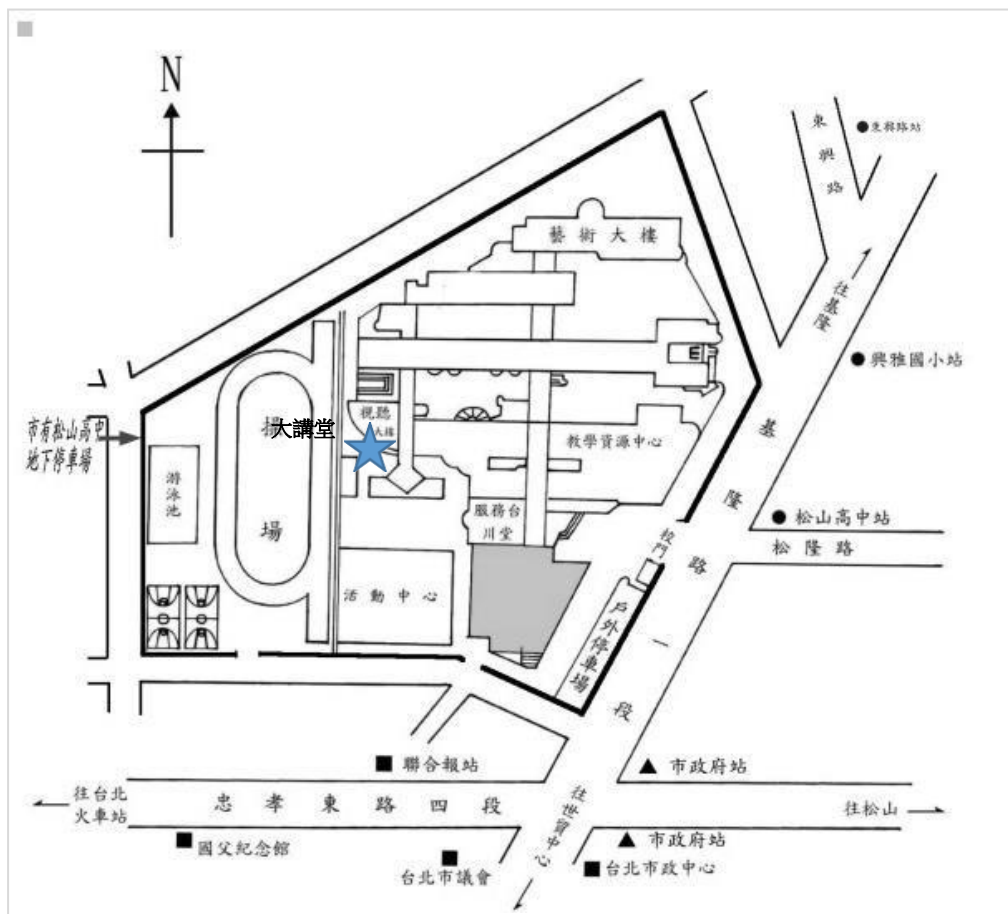 N
東興路
東興路站
藝術大樓
往基隆
興雅國小站
市有松山高中
地下停車場
大講堂
視聽
大樓
操場
教學資源中心
游泳池
服務台
川堂
校門
松山高中站
松隆路
基隆路一段
活動中心
戶外停車場
聯合報站
市政府站
往台北
火車站
忠孝東路四段
往世貿中心
往松山
國父紀念館
市政府站
台北市議會
台北市政中心